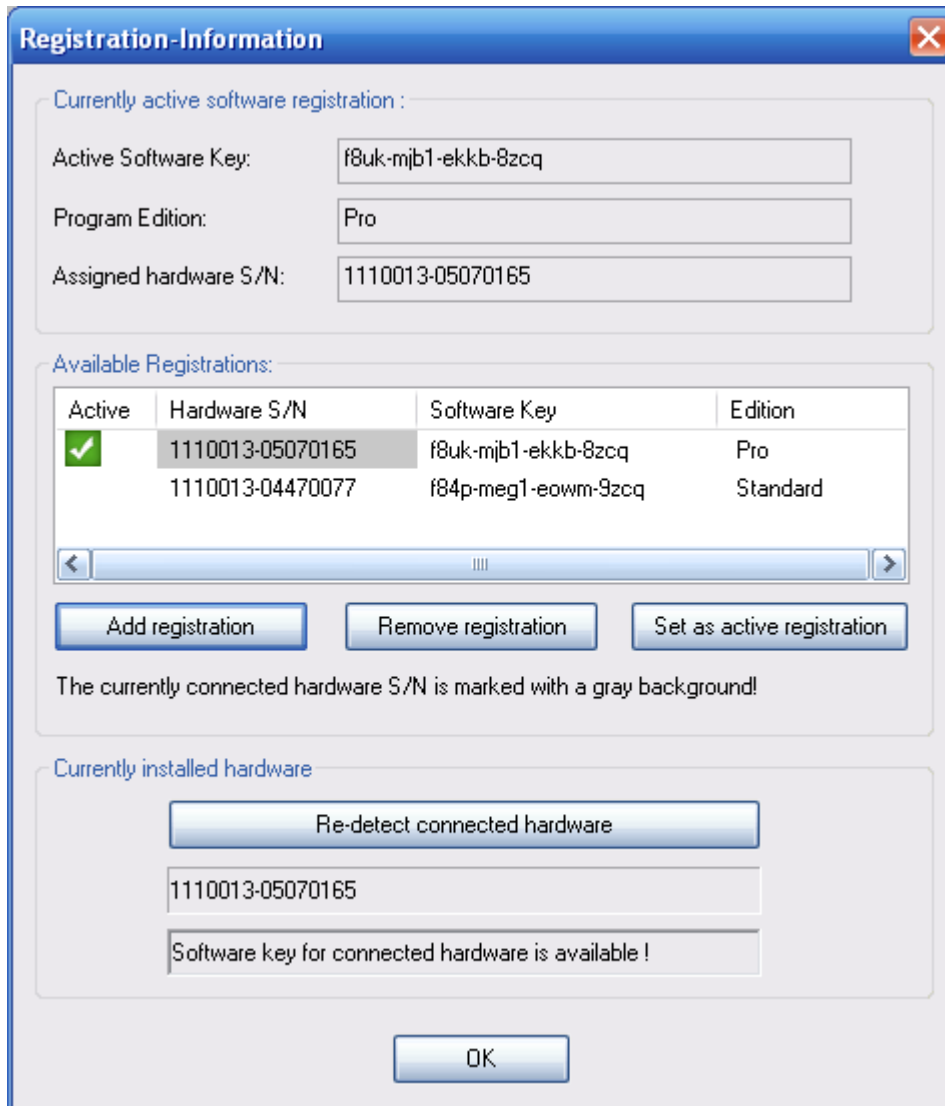 Registration-Information
Currently active software registration :
Active Software Key: f8uk-mjb1-ekkb-8zcq
Program Edition: Pro
Assigned hardware S/N: 1110013-05070165
Available Registrations:
Active Hardware S/N Software Key Edition
1110013-05070165 f8uk-mjb1-ekkb-8zcq Pro
1110013-04470077 f84p-meg1-eowm-9zcq Standard
Add registration Remove registration Set as active registration
The currently connected hardware S/N is marked with a gray background!
Currently installed hardware
Re-detect connected hardware
1110013-05070165
Software key for connected hardware is available !
OK